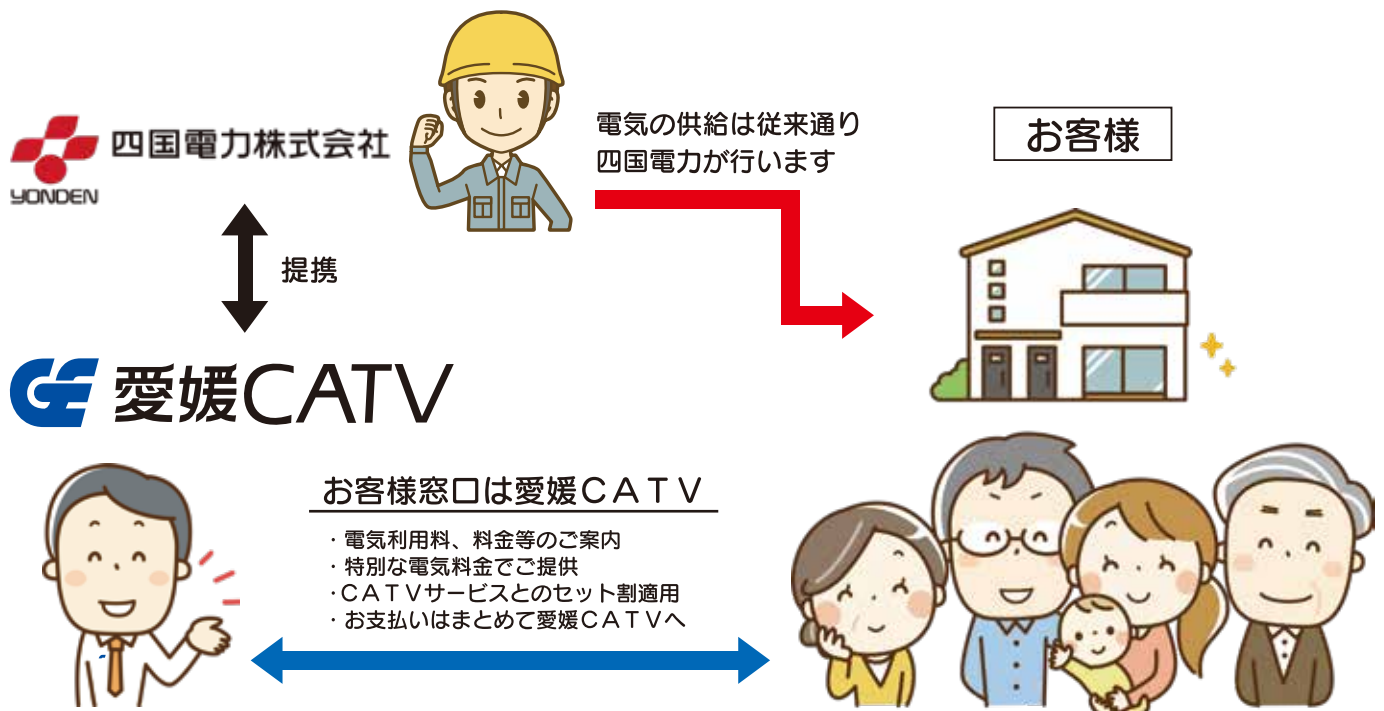 四国電力株式会社
YONDEN
電気の供給は従来通り
四国電力が行います
お客様
提携
愛媛CATV
お客様窓口は愛媛ＣＡＴＶ
・電気利用料、料金等のご案内
・特別な電気料金でご提供
・ＣＡＴＶサービスとのセット割適用
・お支払いはまとめて愛媛ＣＡＴＶへ